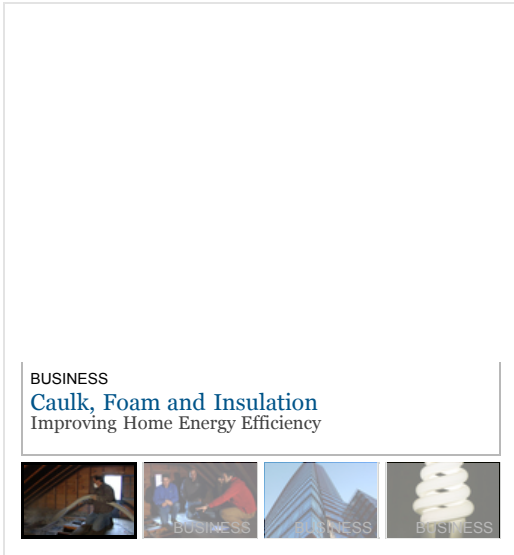 BUSINESS
Caulk, Foam and Insulation
Improving Home Energy Efficiency
BUSINESS
BUSINESS
BUSINESS